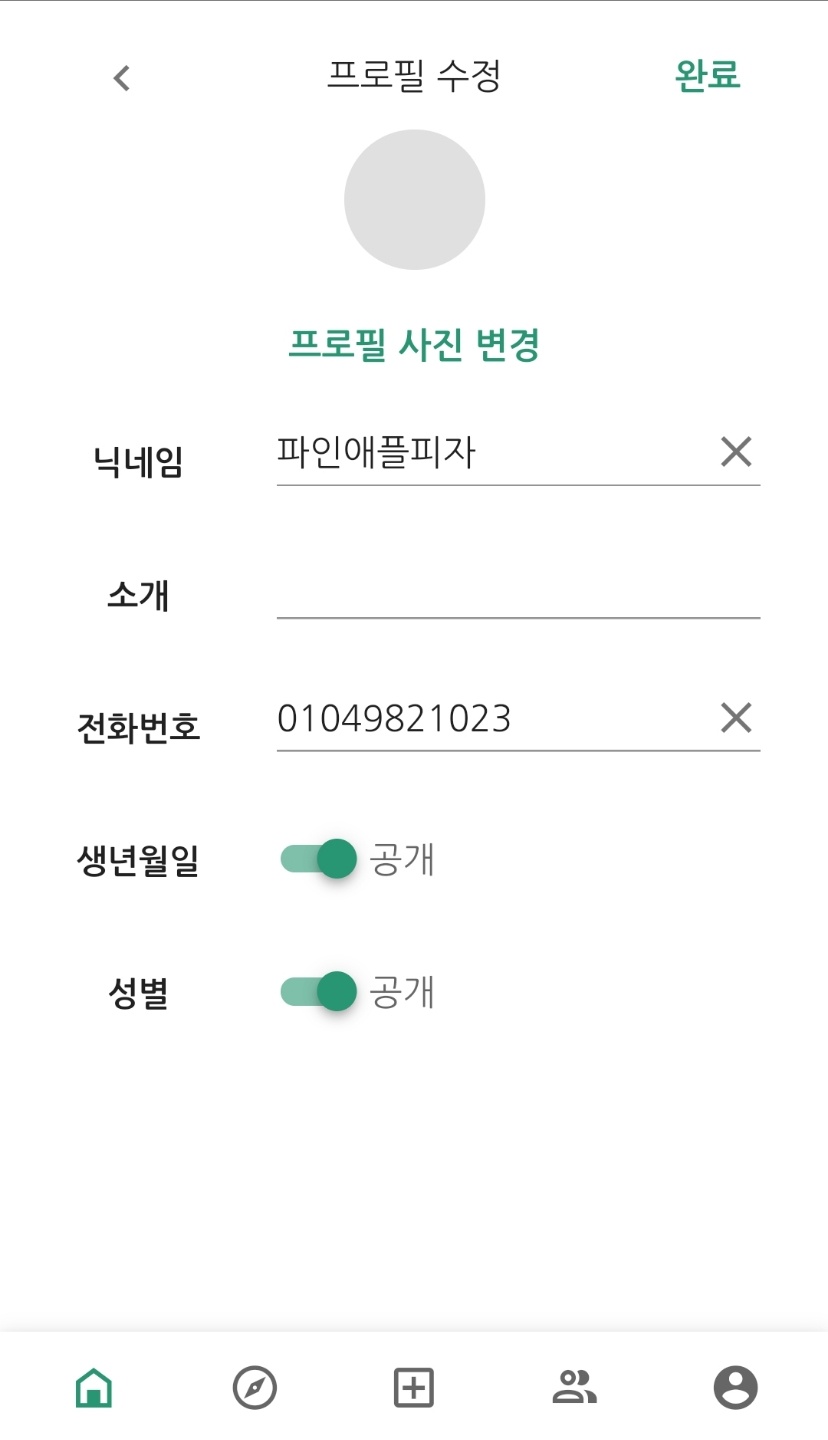 프로필 수정 완료
프로필 사진 변경
닉네임 파인애플피자
소개
전화번호 01049821023
생년월일 공개
성별 공개